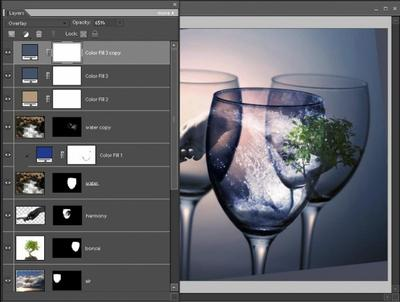 Layers
more
Overlay Opacity: 65%
Lock:
Color Fill 3 copy
Color Fill 3
Color Fill 2
water copy
Color Fill 1
water
harmony
bonsai
air